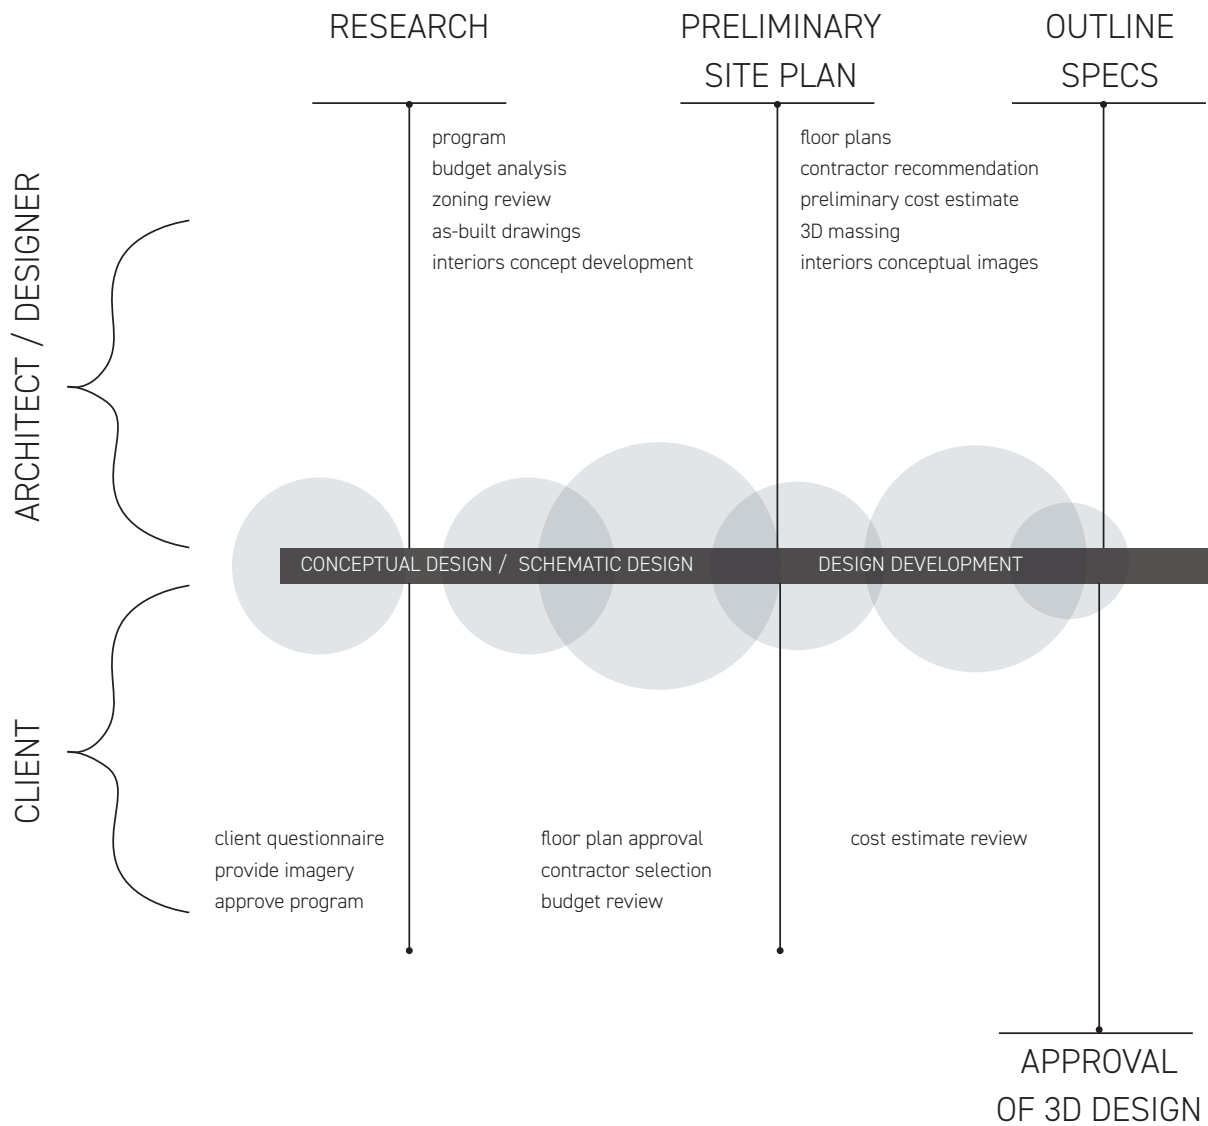 RESEARCH
PRELIMINARY
SITE PLAN
OUTLINE
SPECS
ARCHITECT / DESIGNER
program
budget analysis
zoning review
as-built drawings
interiors concept development
floor plans
contractor recommendation
preliminary cost estimate
3D massing
interiors conceptual images
CONCEPTUAL DESIGN / SCHEMATIC DESIGN
DESIGN DEVELOPMENT
CLIENT
client questionnaire
provide imagery
approve program
floor plan approval
contractor selection
budget review
cost estimate review
APPROVAL
OF 3D DESIGN